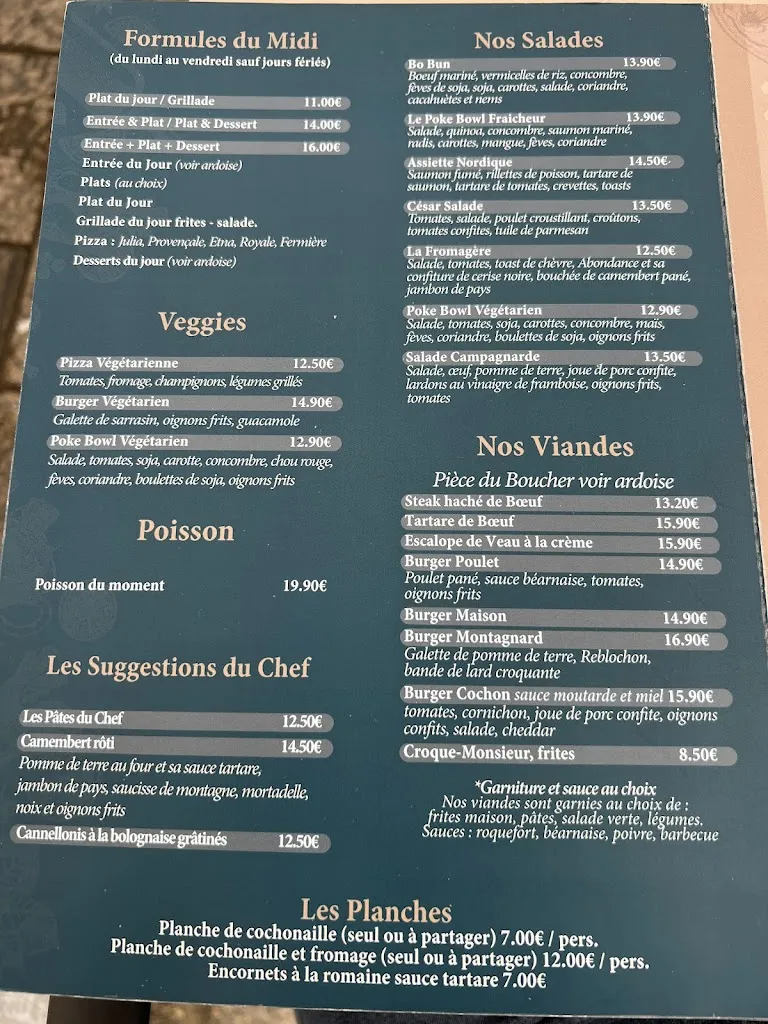 Formules du Midi
(du lundi au vendredi sauf jours fériés)
Plat du jour / Grillade 11.00€
Entrée & Plat / Plat & Dessert 14.00€
Entrée + Plat + Dessert 16.00€
Entrée du Jour (voir ardoise)
Plats (au choix)
Plat du Jour
Grillade du jour frites - salade.
Pizza : Julia, Provençale, Etna, Royale, Fermière
Desserts du jour (voir ardoise)
Veggies
Pizza Végétarienne 12.50€
Tomates, fromage, champignons, légumes grillés
Burger Végétarien 14.90€
Galette de sarrasin, oignons frits, guacamole
Poke Bowl Végétarien 12.90€
Salade, tomates, soja, carotte, concombre, chou rouge,
fèves, coriandre, boulettes de soja, oignons frits
Poisson
Poisson du moment 19.90€
Les Suggestions du Chef
Les Pâtes du Chef 12.50€
Camembert rôti 14.50€
Pomme de terre au four et sa sauce tartare,
jambon de pays, saucisse de montagne, mortadelle,
noix et oignons frits
Cannellonis à la bolognaise grâtinés 12.50€
Nos Salades
Bo Bun 13.90€
Boeuf mariné, vermicelles de riz, concombre,
fèves de soja, soja, carottes, salade, coriandre,
cacahuètes et nems
Le Poke Bowl Fraicheur 13.90€
Salade, quinoa, concombre, saumon mariné,
radis, carottes, mangue, fèves, coriandre
Assiette Nordique 14.50€
Saumon fumé, rillettes de poisson, tartare de
saumon, tartare de tomates, crevettes, toasts
César Salade 13.50€
Tomates, salade, poulet croustillant, croûtons,
tomates confites, tuile de parmesan
La Fromagère 12.50€
Salade, tomates, toast de chèvre, Abondance et sa
confiture de cerise noire, bouchée de camembert pané,
jambon de pays
Poke Bowl Végétarien 12.90€
Salade, tomates, soja, carottes, concombre, maïs,
fèves, coriandre, boulettes de soja, oignons frits
Salade Campagnarde 13.50€
Salade, œuf, pomme de terre, joue de porc confite,
lardons au vinaigre de framboise, oignons frits,
tomates
Nos Viandes
Pièce du Boucher voir ardoise
Steak haché de Bœuf 13.20€
Tartare de Bœuf 15.90€
Escalope de Veau à la crème 15.90€
Burger Poulet 14.90€
Poulet pané, sauce béarnaise, tomates,
oignons frits
Burger Maison 14.90€
Burger Montagnard 16.90€
Galette de pomme de terre, Reblochon,
bande de lard croquante
Burger Cochon sauce moutarde et miel 15.90€
tomates, cornichon, joue de porc confite, oignons
confits, salade, cheddar
Croque-Monsieur, frites 8.50€
*Garniture et sauce au choix
Nos viandes sont garnies au choix de :
frites maison, pâtes, salade verte, légumes.
Sauces : roquefort, béarnaise, poivre, barbecue
Les Planches
Planche de cochonaille (seul ou à partager) 7.00€ / pers.
Planche de cochonaille et fromage (seul ou à partager) 12.00€ / pers.
Encornets à la romaine sauce tartare 7.00€